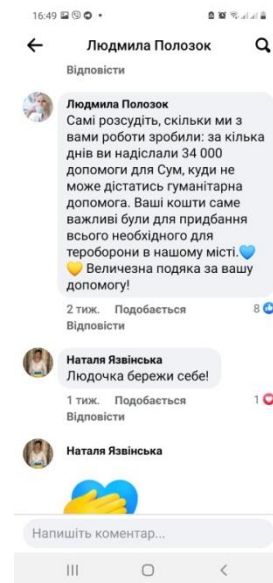 16:49
Людмила Полозок
Відповісти
Людмила Полозок
Самі розсудіть, скільки ми з
вами роботи зробили: за кілька
днів ви надіслали 34 000
допомоги для Сум, куди не
може дістатись гуманітарна
допомога. Ваші кошти саме
важливі були для придбання
всього необхідного для
тероборони в нашому місті.💙
💛 Величезна подяка за вашу
допомогу!
2 тиж. Подобається 8
Відповісти
Наталя Язвінська
Людочка бережи себе!
1 тиж. Подобається 1
Відповісти
Наталя Язвінська
Напишіть коментар...